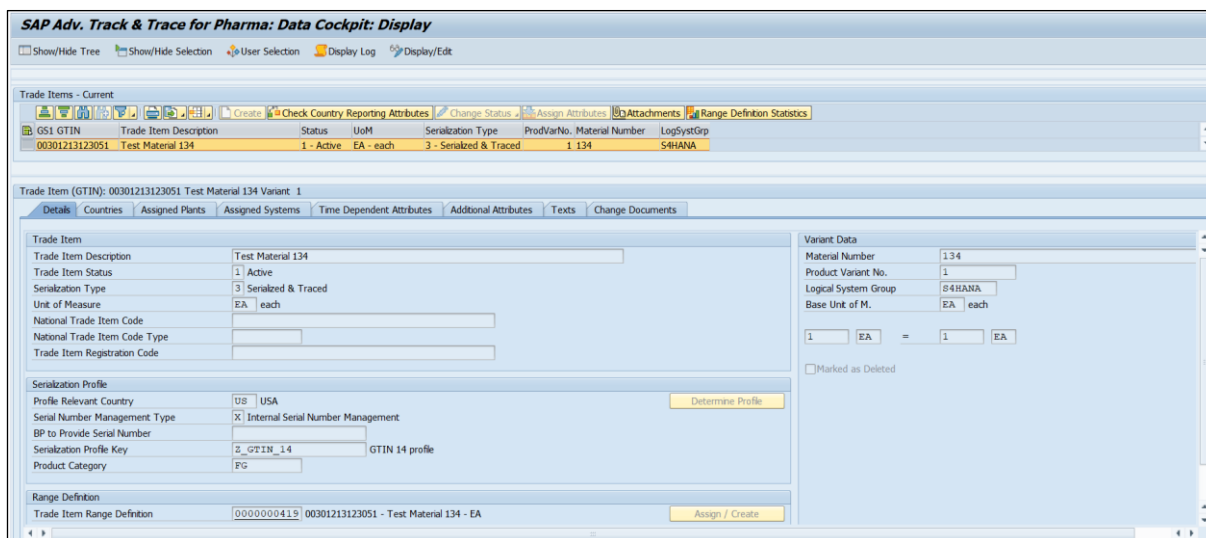 SAP Adv. Track & Trace for Pharma: Data Cockpit: Display
Show/Hide Tree Show/Hide Selection User Selection Display Log Display/Edit
Trade Items - Current
Create Check Country Reporting Attributes Change Status Assign Attributes Attachments Range Definition Statistics
GS1 GTIN Trade Item Description Status UoM Serialization Type ProdVarNo. Material Number LogSystGrp
00301213123051 Test Material 134 1 - Active EA - each 3 - Serialized & Traced 1 134 S4HANA
Trade Item (GTIN): 00301213123051 Test Material 134 Variant 1
Details Countries Assigned Plants Assigned Systems Time Dependent Attributes Additional Attributes Texts Change Documents
Trade Item Variant Data
Trade Item Description Test Material 134 Material Number 134
Trade Item Status 1 Active Product Variant No. 1
Serialization Type 3 Serialized & Traced Logical System Group S4HANA
Unit of Measure EA each Base Unit of M. EA each
National Trade Item Code
National Trade Item Code Type 1 EA = 1 EA
Trade Item Registration Code
Marked as Deleted
Serialization Profile
Profile Relevant Country US USA Determine Profile
Serial Number Management Type X Internal Serial Number Management
BP to Provide Serial Number
Serialization Profile Key Z_GTIN_14 GTIN 14 profile
Product Category FG
Range Definition
Trade Item Range Definition 0000000419 00301213123051 - Test Material 134 - EA Assign / Create